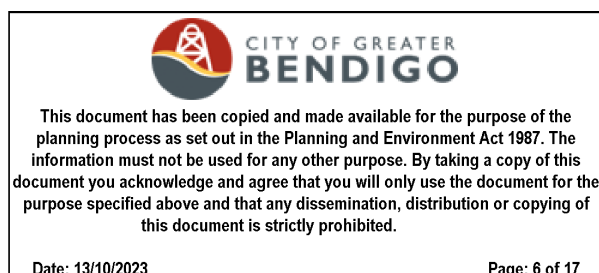 CITY OF GREATER
BENDIGO
This document has been copied and made available for the purpose of the
planning process as set out in the Planning and Environment Act 1987. The
information must not be used for any other purpose. By taking a copy of this
document you acknowledge and agree that you will only use the document for the
purpose specified above and that any dissemination, distribution or copying of
this document is strictly prohibited.
Date: 13/10/2023 Page: 6 of 17